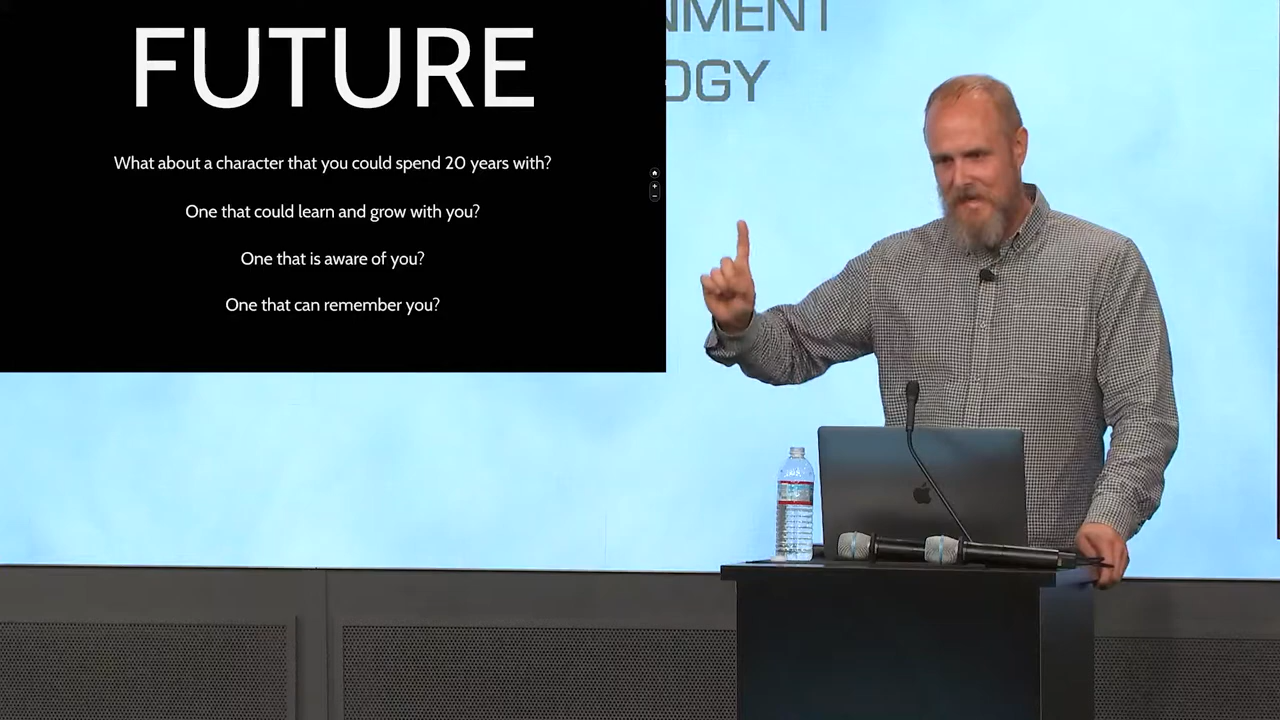 FUTURE
What about a character that you could spend 20 years with?
One that could learn and grow with you?
One that is aware of you?
One that can remember you?
NMENT
OGY